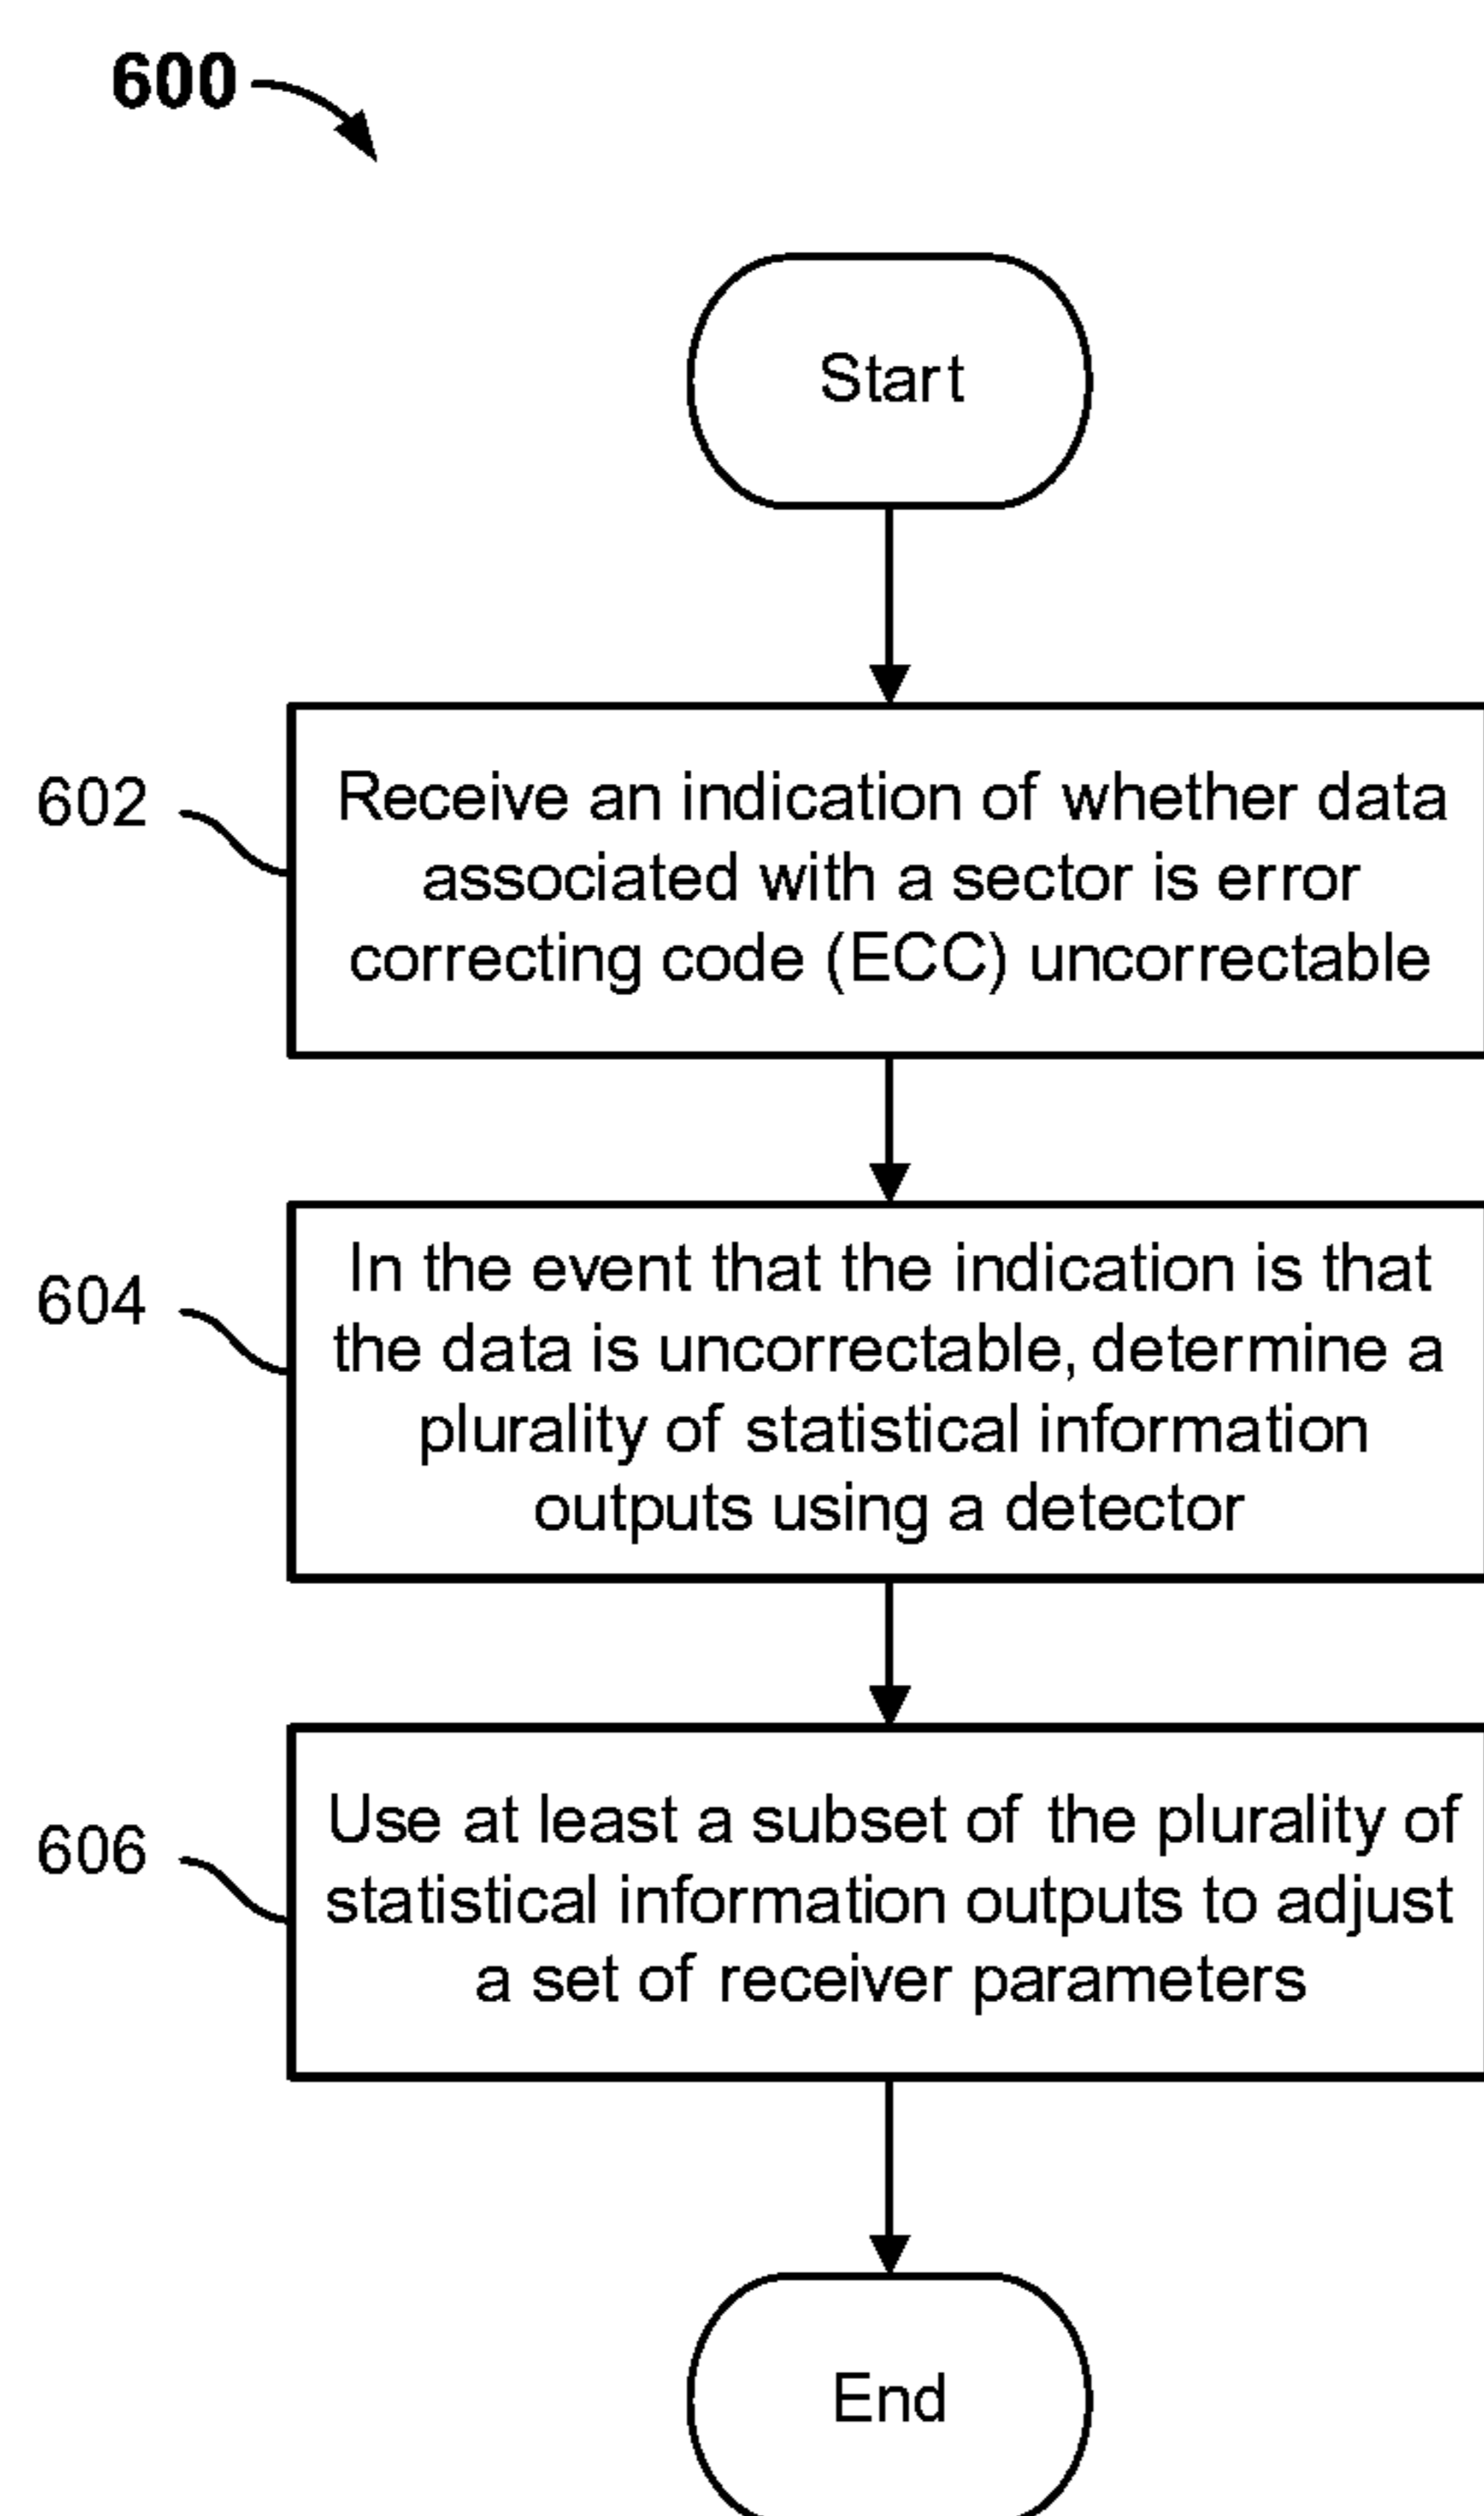 600
Start
602
Receive an indication of whether data
associated with a sector is error
correcting code (ECC) uncorrectable
604
In the event that the indication is that
the data is uncorrectable, determine a
plurality of statistical information
outputs using a detector
606
Use at least a subset of the plurality of
statistical information outputs to adjust
a set of receiver parameters
End